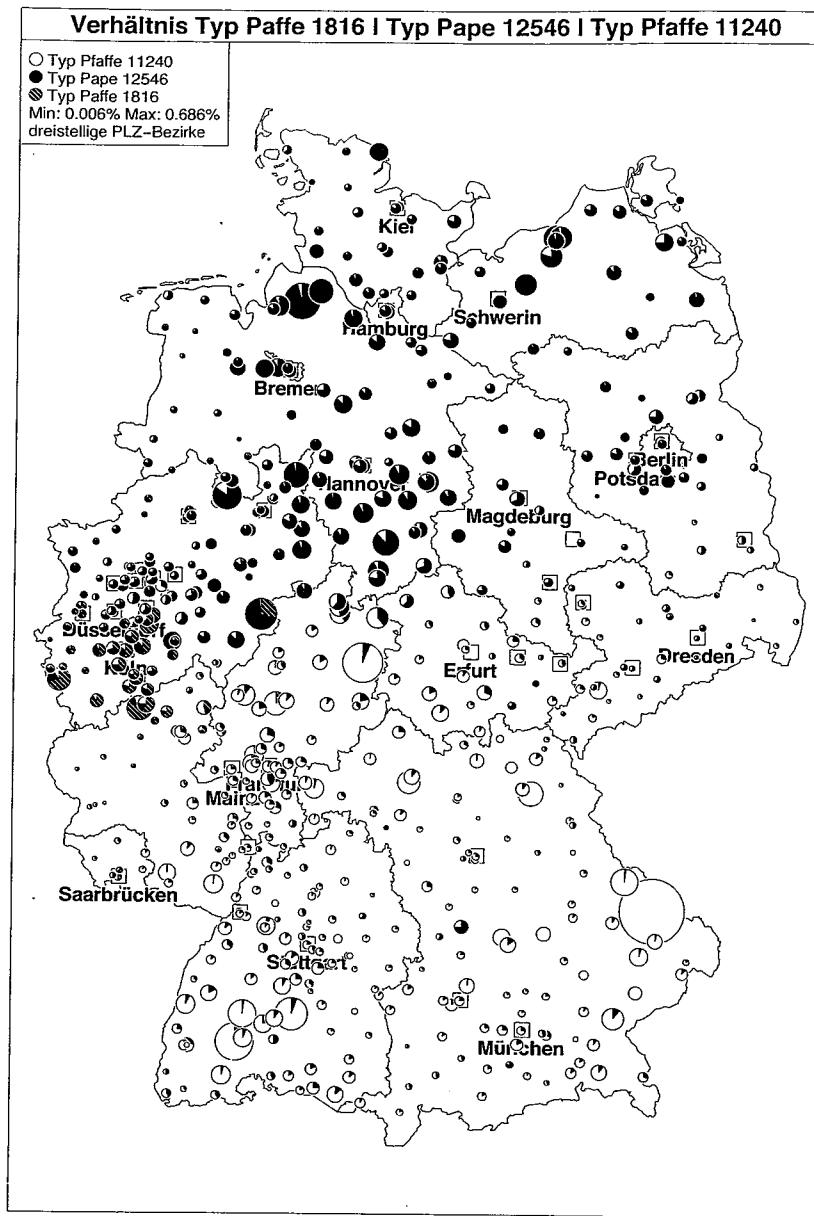 Verhältnis Typ Paffe 1816 I Typ Pape 12546 I Typ Pfaffe 11240
Typ Pfaffe 11240
Typ Pape 12546
Typ Paffe 1816
Min: 0.006% Max: 0.686%
dreistellige PLZ-Bezirke
Kiel
Hamburg
Schwerin
Bremen
Berlin
Hannover
Potsda
Magdeburg
Düsseldorf
Köln
Erfurt
Dresden
Mainz
Saarbrücken
Stuttgart
München